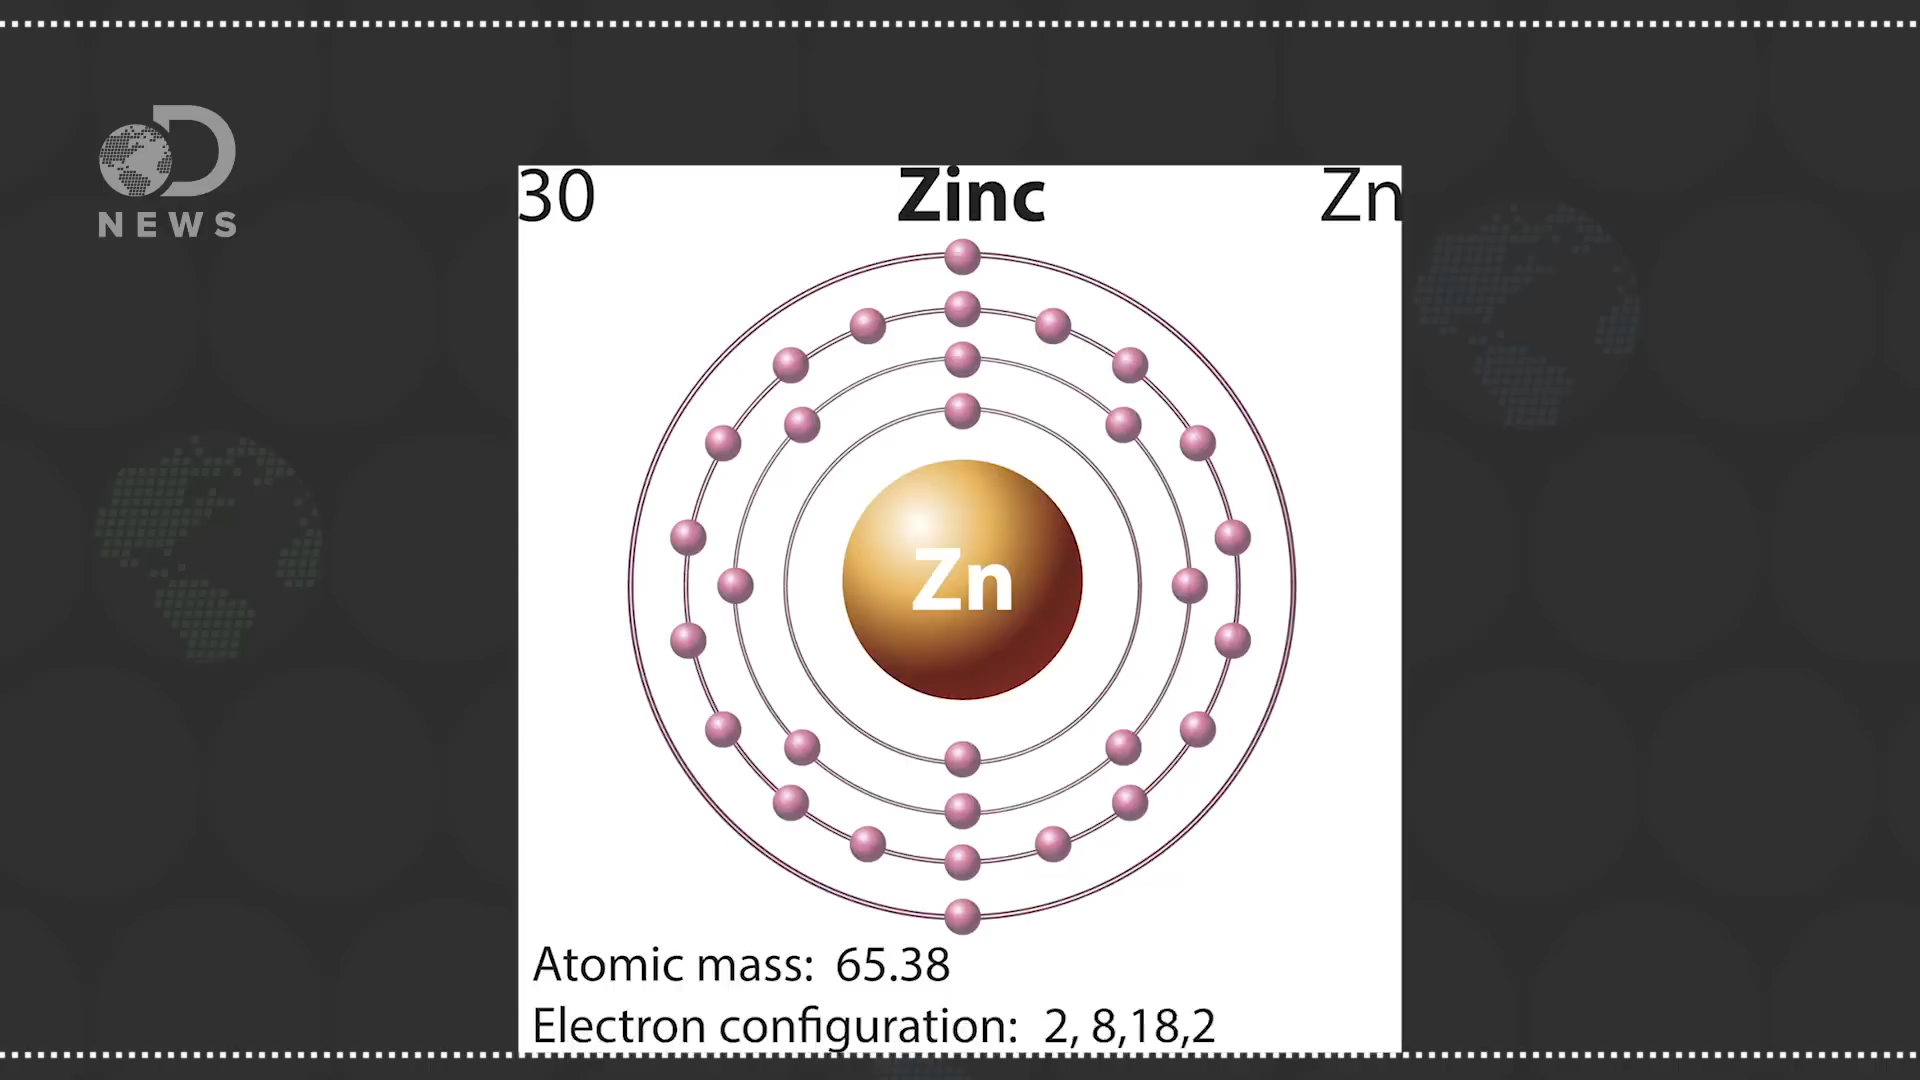 NEWS
30 Zinc Zn
Zn
Atomic mass: 65.38
Electron configuration: 2, 8,18,2